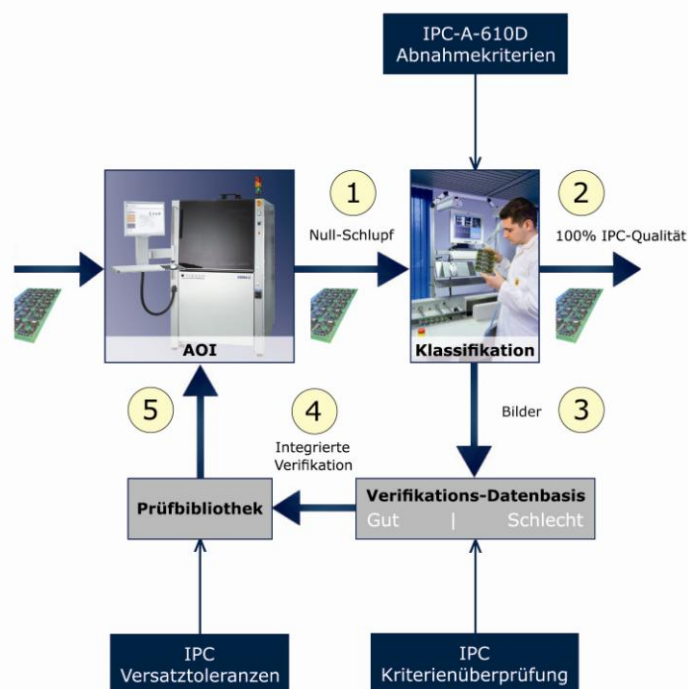 IPC-A-610D
Abnahmekriterien
1
Null-Schlupf
2
100% IPC-Qualität
AOI
Klassifikation
5
4
Integrierte
Verifikation
Bilder
3
Prüfbibliothek
Verifikations-Datenbasis
Gut | Schlecht
IPC
Versatztoleranzen
IPC
Kriterienüberprüfung